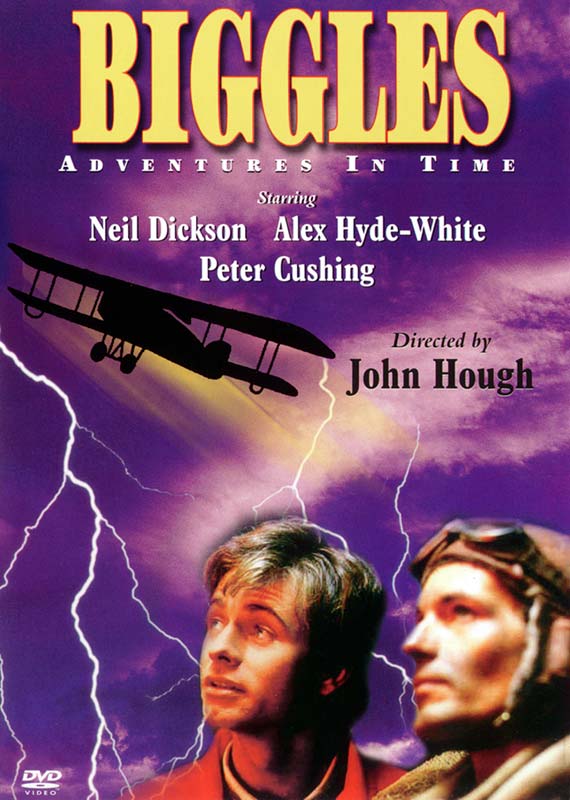 BIGGLES
ADVENTURES IN TIME
Starring
Neil Dickson Alex Hyde-White
Peter Cushing
Directed by
John Hough
DVD
VIDEO